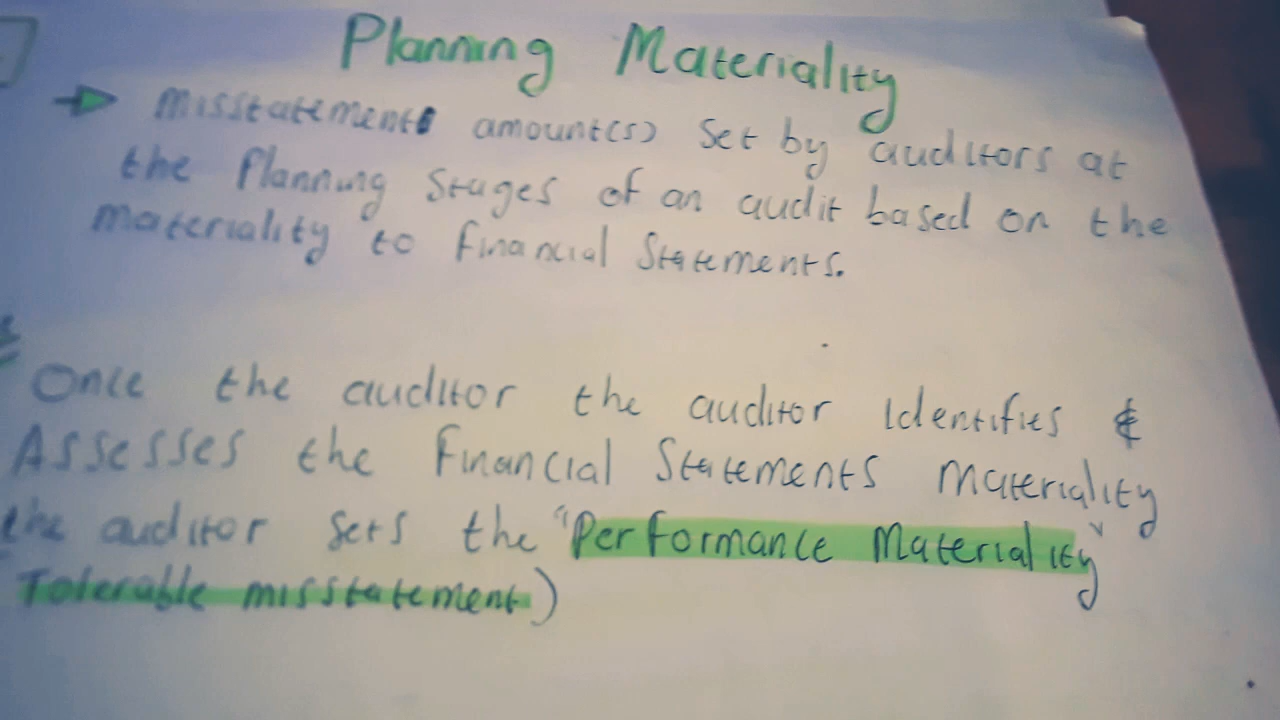 Planning Materiality
Misstatement amount(s) set by auditors at
the Planning Stages of an audit based on the
materiality to financial Statements.
Once the auditor the auditor identifies &
Assesses the Financial Statements Materiality
the auditor sets the "Performance Materiality"
Tolerable misstatement)